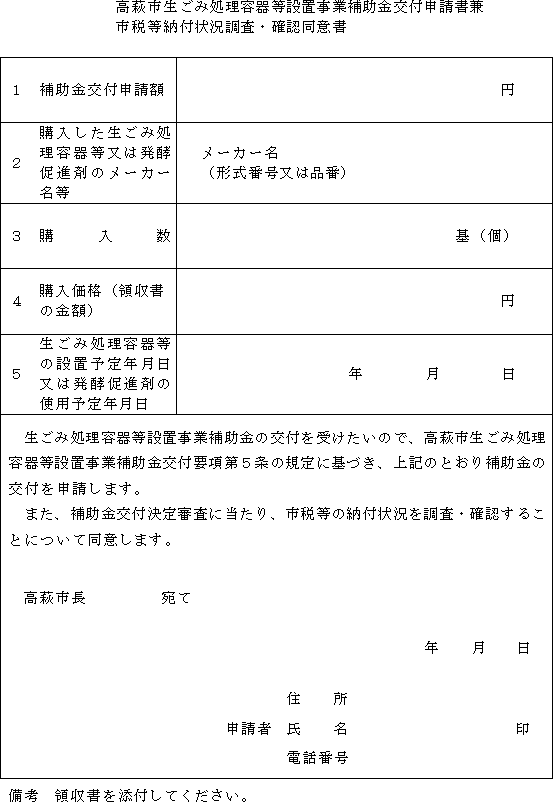 高萩市生ごみ処理容器等設置事業補助金交付申請書兼
市税等納付状況調査・確認同意書
1 補助金交付申請額 円
2 購入した生ごみ処
理容器等又は発酵
促進剤のメーカー
名等
メーカー名
（形式番号又は品番）
3 購入数 基（個）
4 購入価格（領収書
の金額） 円
5 生ごみ処理容器等
の設置予定年月日
又は発酵促進剤の
使用予定年月日
年 月 日
生ごみ処理容器等設置事業補助金の交付を受けたいので、高萩市生ごみ処理
容器等設置事業補助金交付要項第５条の規定に基づき、上記のとおり補助金の
交付を申請します。
また、補助金交付決定審査に当たり、市税等の納付状況を調査・確認するこ
とについて同意します。
高萩市長 宛て
年 月 日
住 所
申請者 氏 名 印
電話番号
備考 領収書を添付してください。